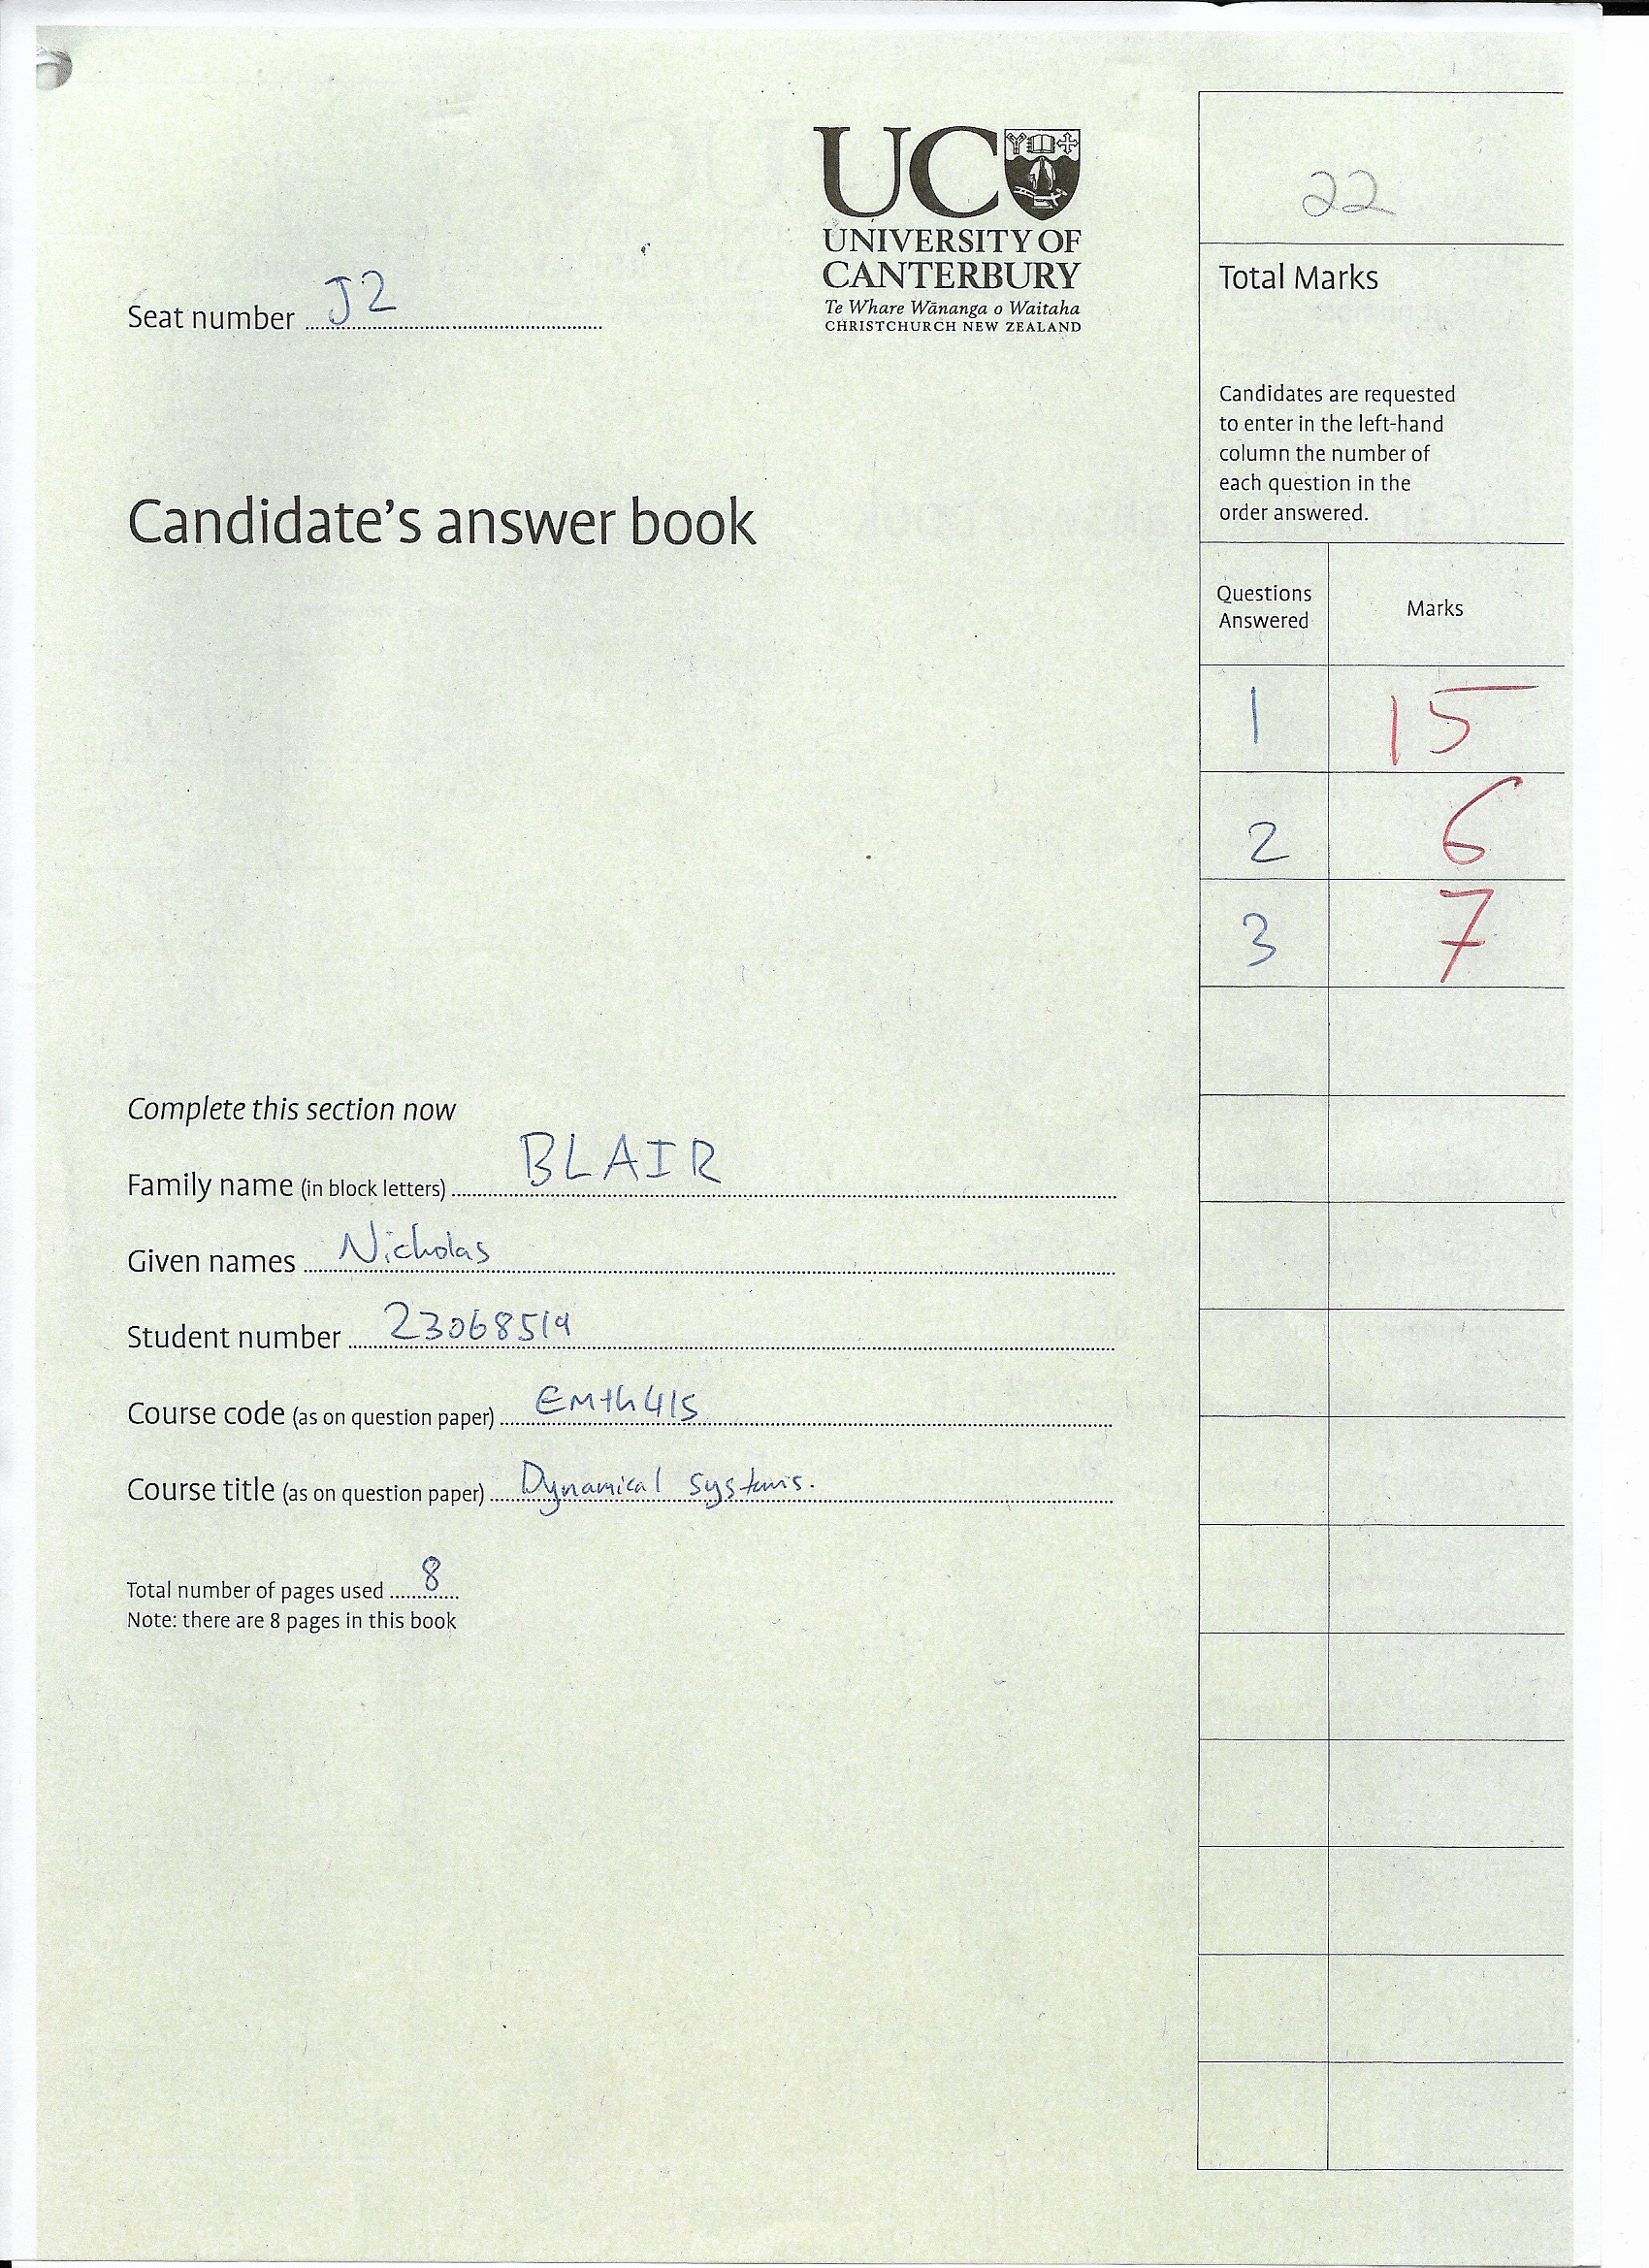 UC
UNIVERSITY OF
CANTERBURY
Te Whare Wānanga o Waitaha
CHRISTCHURCH NEW ZEALAND
Seat number J2
Candidate's answer book
Complete this section now
Family name (in block letters) BLAIR
Given names Nicholas
Student number 23068519
Course code (as on question paper) EMth415
Course title (as on question paper) Dynamical systems.
Total number of pages used 8
Note: there are 8 pages in this book
22
Total Marks
Candidates are requested
to enter in the left-hand
column the number of
each question in the
order answered.
Questions
Answered
Marks
1 15
2 6
3 7